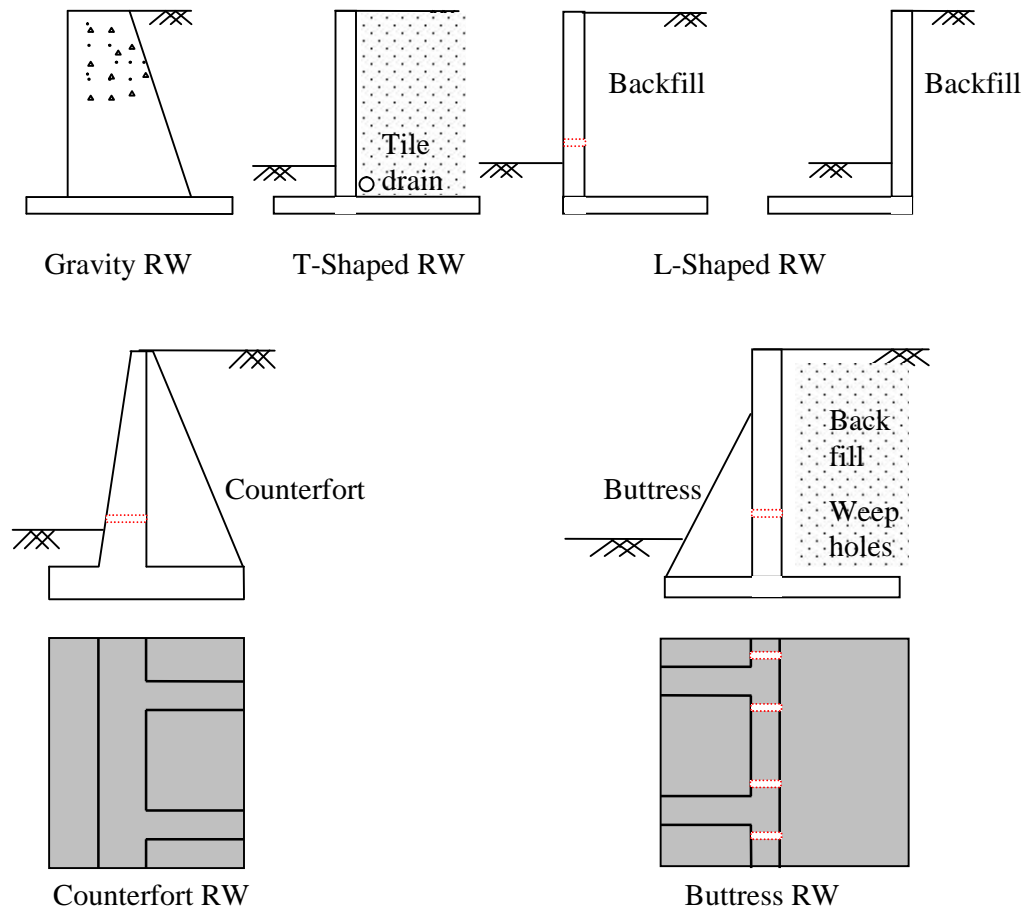 Backfill
Backfill
Tile
drain
Gravity RW
T-Shaped RW
L-Shaped RW
Counterfort
Buttress
Back
fill
Weep
holes
Counterfort RW
Buttress RW